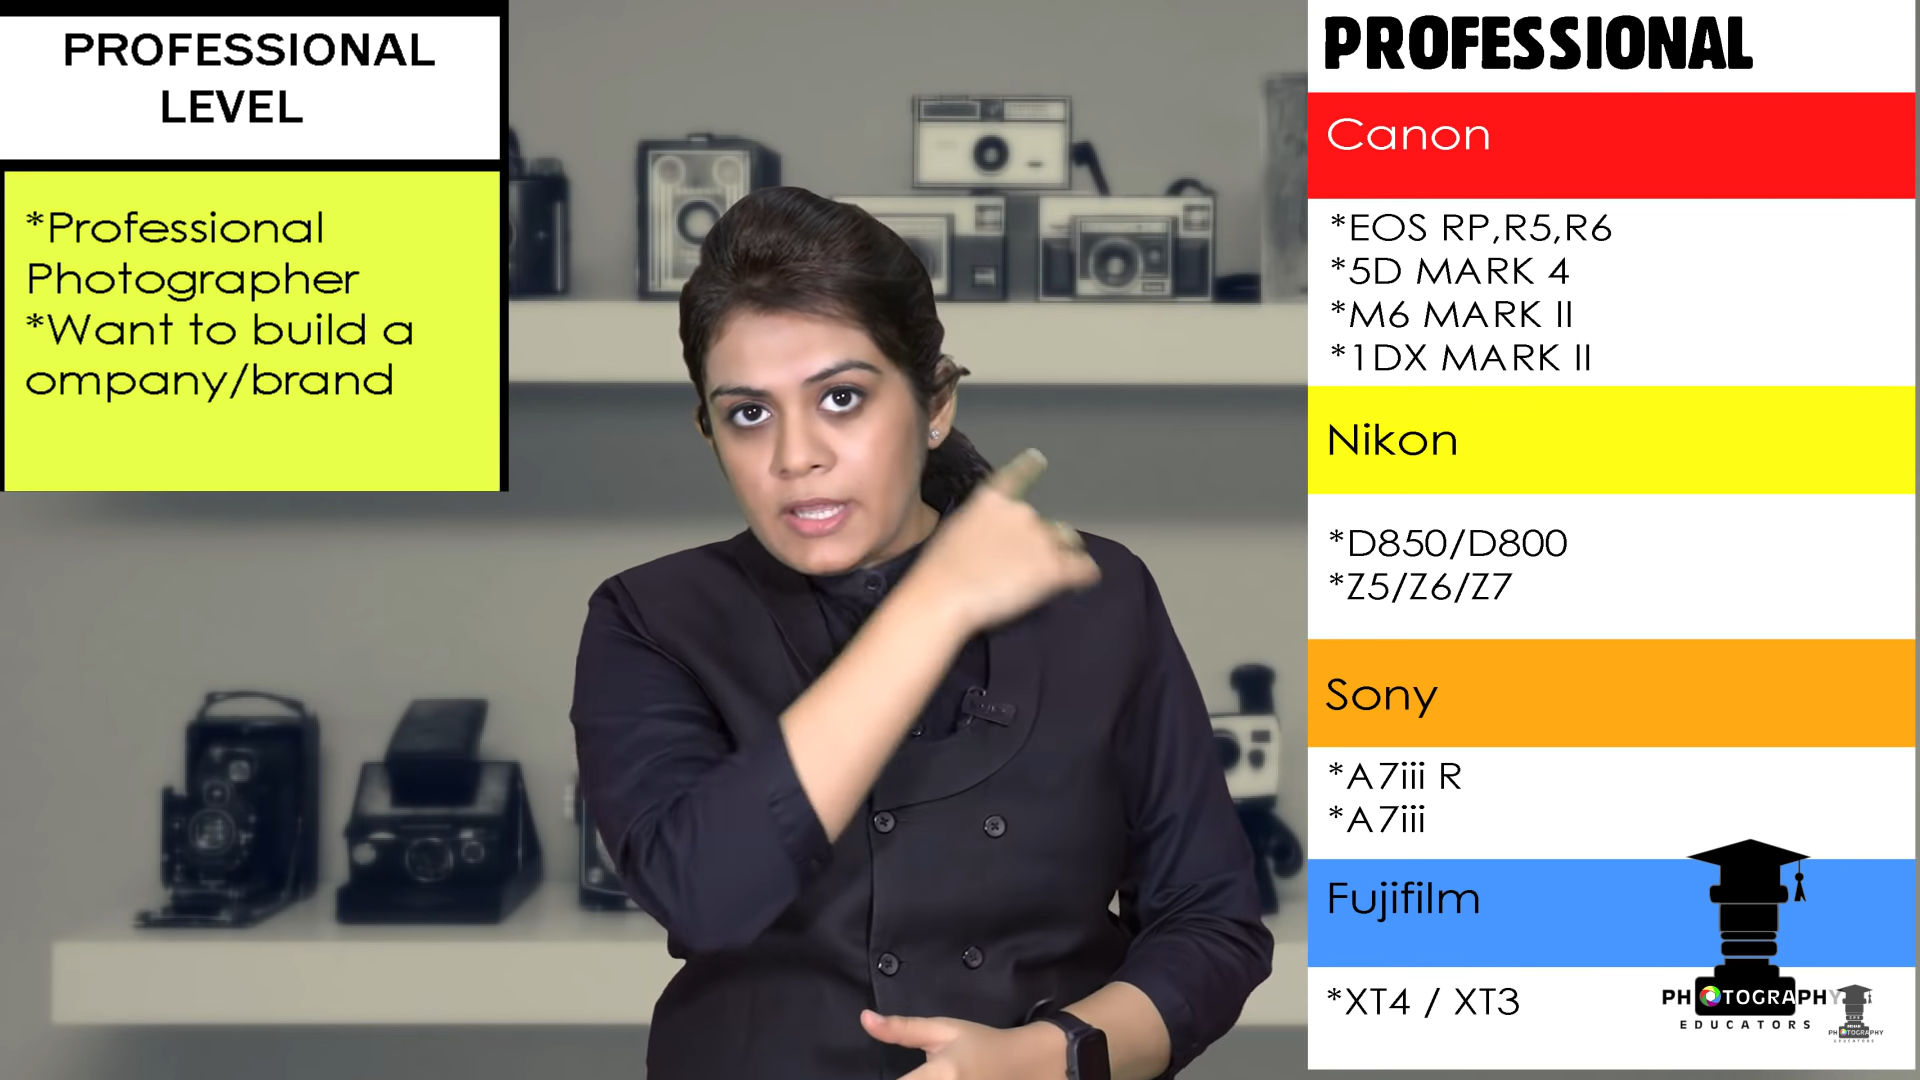 PROFESSIONAL
LEVEL
*Professional
Photographer
*Want to build a
ompany/brand
PROFESSIONAL
Canon
*EOS RP,R5,R6
*5D MARK 4
*M6 MARK II
*1DX MARK II
Nikon
*D850/D800
*Z5/Z6/Z7
Sony
*A7iii R
*A7iii
Fujifilm
*XT4 / XT3
PHOTOGRAPHY
EDUCATORS
PHOTOGRAPHY
EDUCATORS